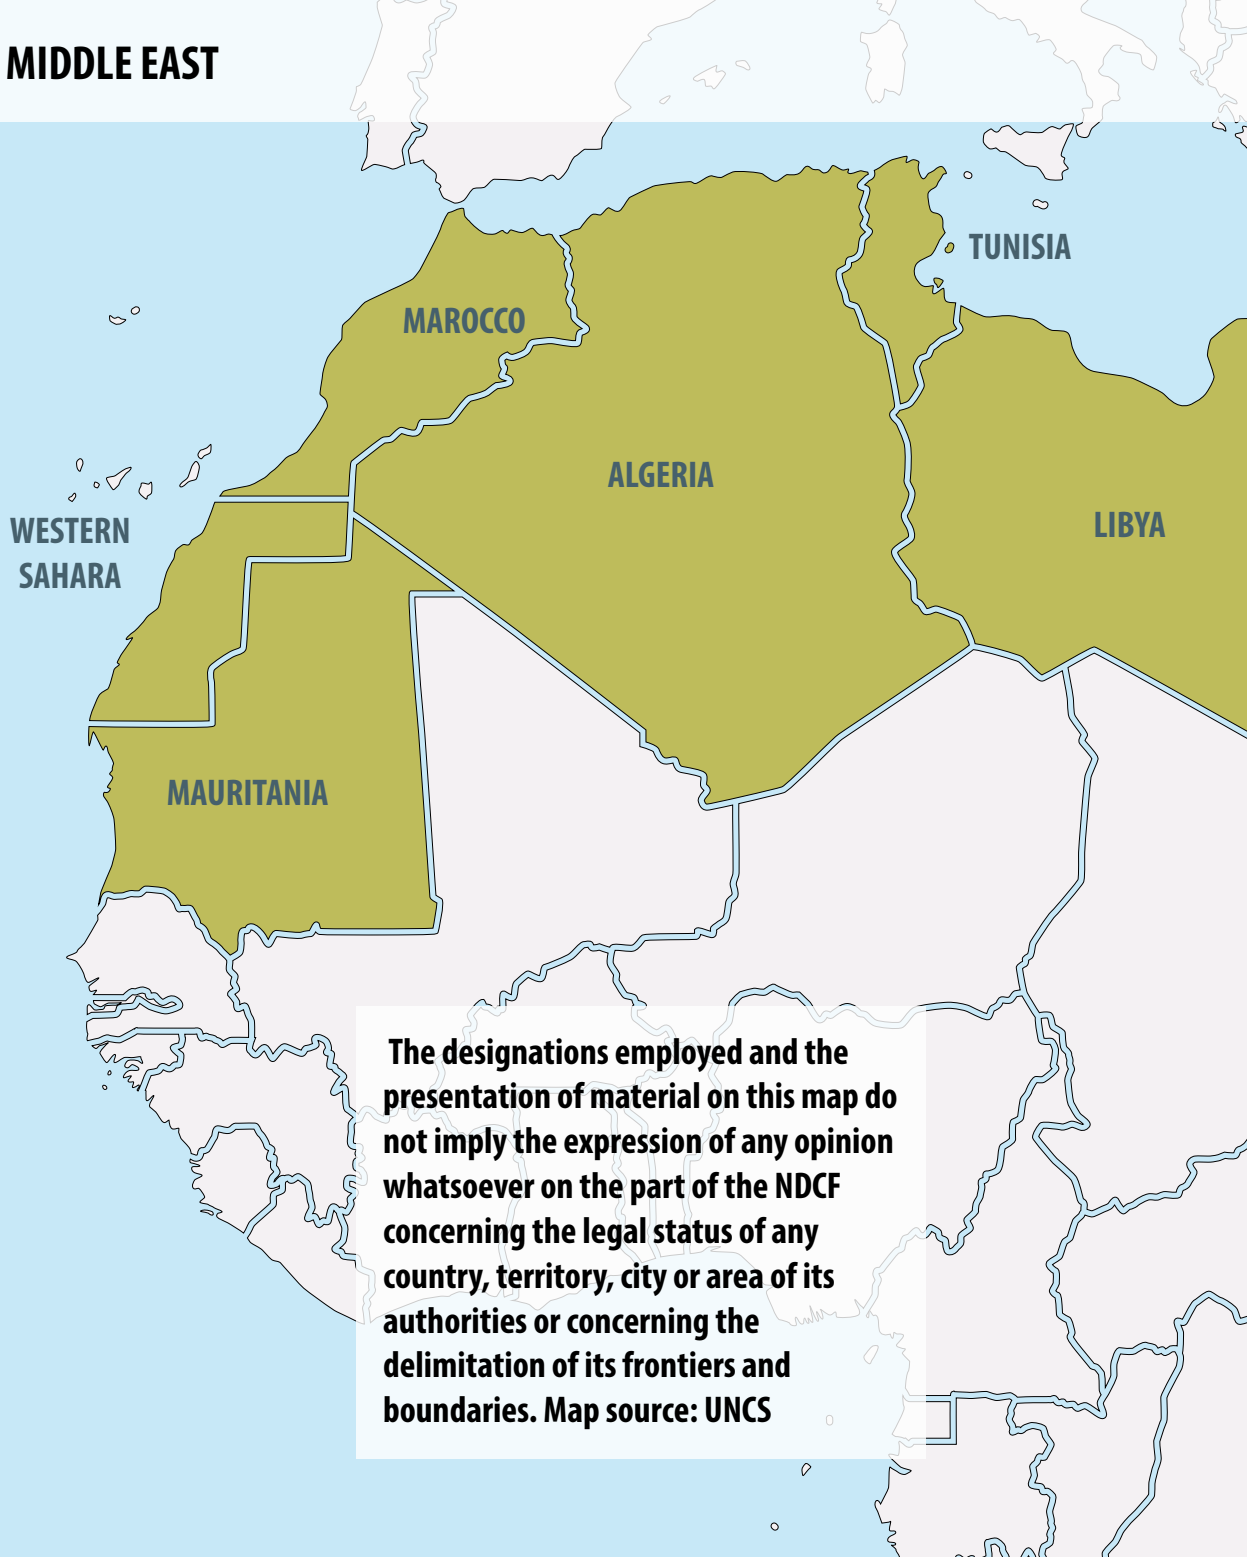 MIDDLE EAST
TUNISIA
MAROCCO
ALGERIA
LIBYA
WESTERN
SAHARA
MAURITANIA
The designations employed and the
presentation of material on this map do
not imply the expression of any opinion
whatsoever on the part of the NDCF
concerning the legal status of any
country, territory, city or area of its
authorities or concerning the
delimitation of its frontiers and
boundaries. Map source: UNCS